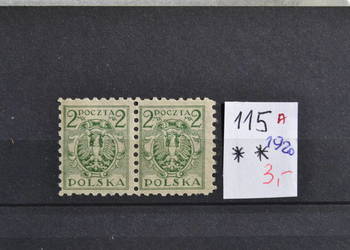 2 POCZTA 2 2 POCZTA 2
POLSKA POLSKA
115 A
** 1920
3,-